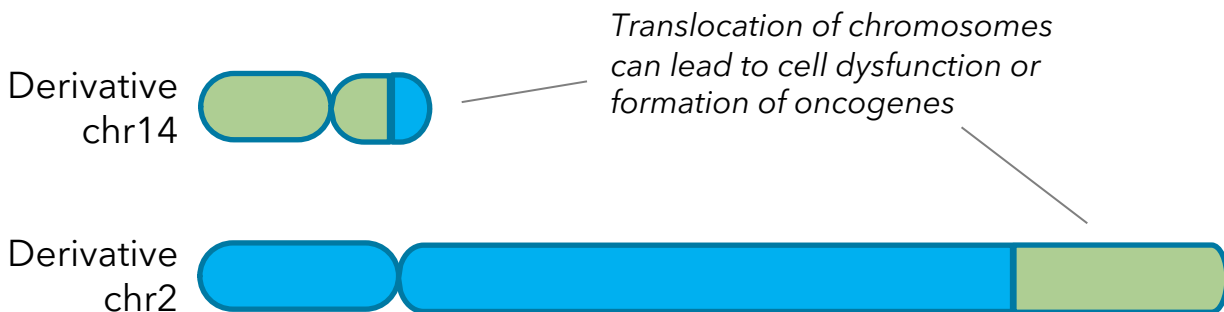 Translocation of chromosomes
can lead to cell dysfunction or
formation of oncogenes
Derivative
chr14
Derivative
chr2